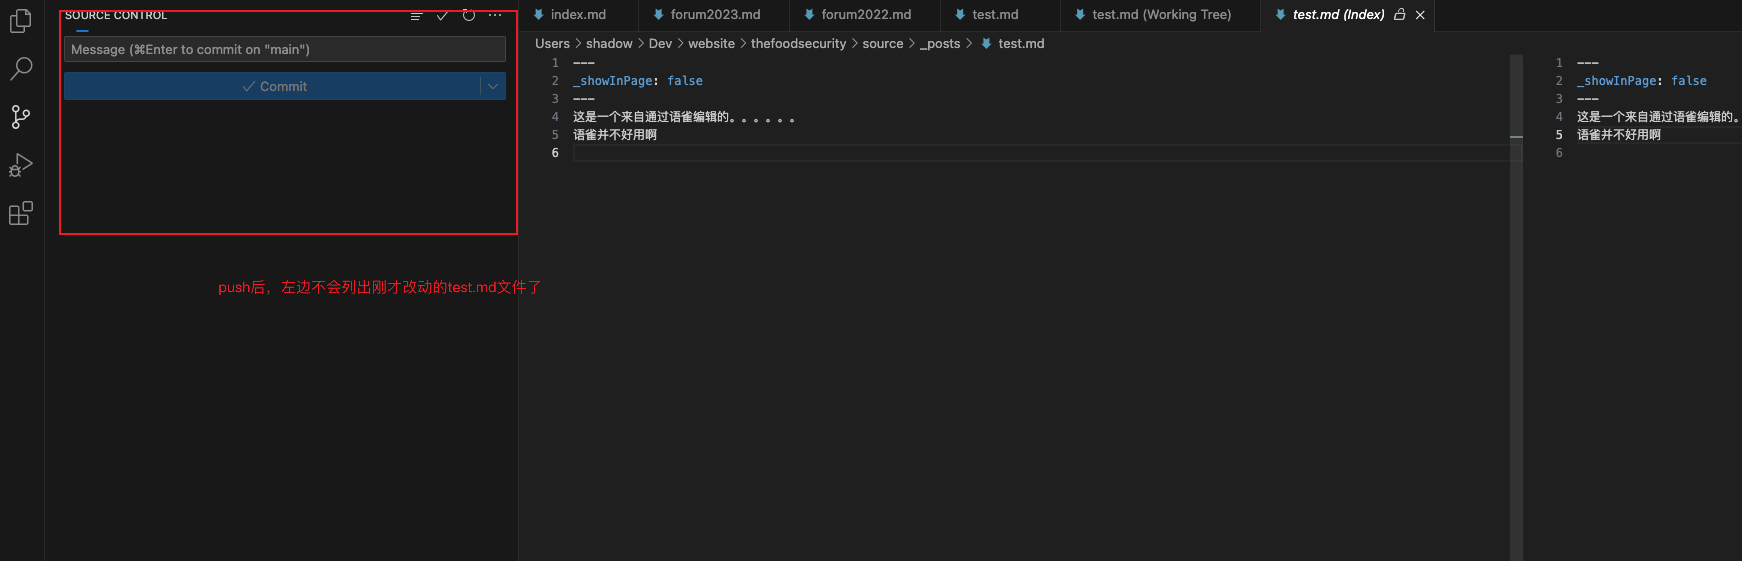 SOURCE CONTROL
Message (⌘Enter to commit on "main")
Commit
push后，左边不会列出刚才改动的test.md文件了
index.md
forum2023.md
forum2022.md
test.md
test.md (Working Tree)
test.md (Index)
Users > shadow > Dev > website > thefoodsecurity > source > _posts > test.md
1 ---
2 _showInPage: false
3 ---
4 这是一个来自通过语雀编辑的。。。。。。
5 语雀并不好用啊
6
1 ---
2 _showInPage: false
3 ---
4 这是一个来自通过语雀编辑的。
5 语雀并不好用啊
6